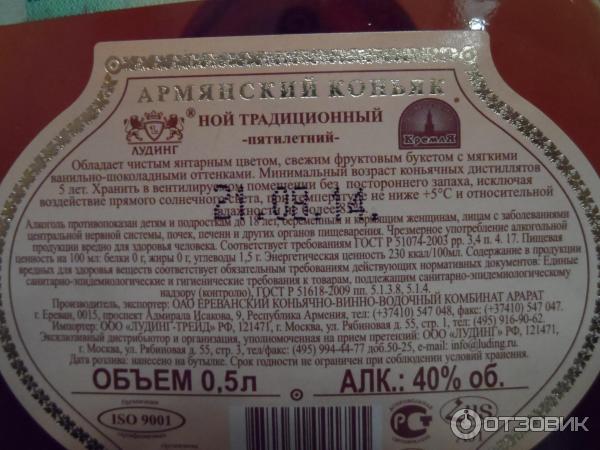 АРМЯНСКИЙ КОНЬЯК
® НОЙ ТРАДИЦИОННЫЙ
-пятилетний-
ЛУДИНГ
КРЕМЛЯ
Обладает чистым янтарным цветом, свежим фруктовым букетом с мягкими
ванильно-шоколадными оттенками. Минимальный возраст коньячных дистиллятов
5 лет. Хранить в вентилируемом помещении без постороннего запаха, исключая
воздействие прямого солнечного света, при температуре не ниже +5°С и относительной
влажности не более
21.05.14.
Алкоголь противопоказан детям и подросткам до 18 лет, беременным и кормящим женщинам, лицам с заболеваниями
центральной нервной системы, почек, печени и других органов пищеварения. Чрезмерное употребление алкогольной
продукции вредно для здоровья человека. Соответствует требованиям ГОСТ Р 51074-2003 рр. 3,4 п. 4. 17. Пищевая
ценность на 100 мл: белки 0 г, жиры 0 г, углеводы 1,5 г. Энергетическая ценность 230 ккал/100мл. Содержание в продукции
вредных для здоровья веществ соответствует обязательным требованиям действующих нормативных документов: Единые
санитарно-эпидемиологические и гигиенические требования к товарам, подлежащим санитарно-эпидемиологическому
надзору (контролю), ГОСТ Р 51618-2009 пп. 5.1.3.8, 5.1.4.
Производитель, экспортер: ОАО ЕРЕВАНСКИЙ КОНЬЯЧНО-ВИННО-ВОДОЧНЫЙ КОМБИНАТ АРАРАТ
г. Ереван, 0015, проспект Адмирала Исакова, 9, Республика Армения, тел: (+37410) 547 048, факс: (+37410) 547 047.
Импортер: ООО «ЛУДИНГ-ТРЕЙД» РФ, 121471, г. Москва, ул. Рябиновая д. 55, стр. 1, тел: (495) 916-90-62.
Эксклюзивный дистрибьютор и организация, уполномоченная на принятие претензий: ООО «ЛУДИНГ» РФ, 121471,
г. Москва, ул. Рябиновая д. 55, стр. 3, тел/факс: (495) 994-44-77 доб.50-25, e-mail: info@luding.ru
Дата розлива: нанесено на бутылке. Срок годности не ограничен при соблюдении условий хранения.
ОБЪЕМ 0,5л
АЛК.: 40% об.
ISO 9001
ОТЗОВИК